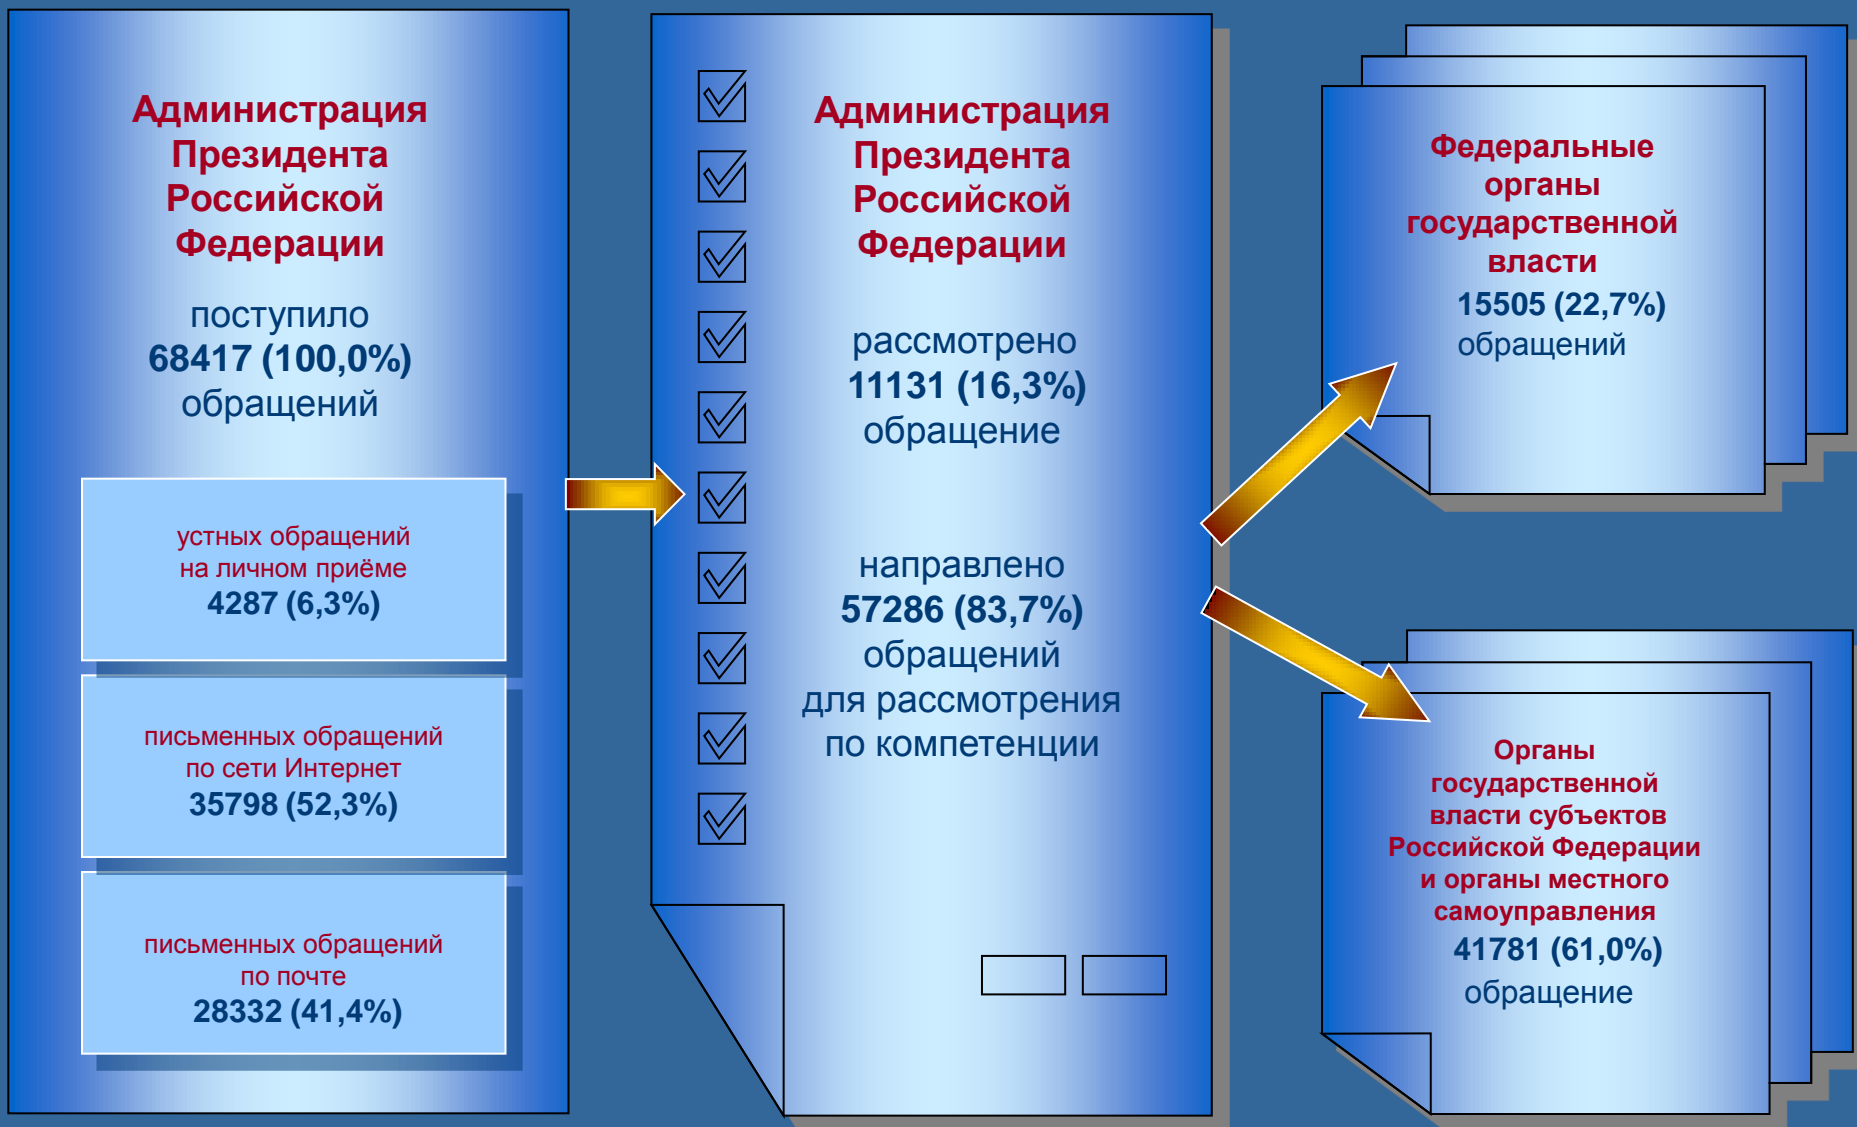 Администрация
Президента
Российской
Федерации
поступило
68417 (100,0%)
обращений
устных обращений
на личном приёме
4287 (6,3%)
письменных обращений
по сети Интернет
35798 (52,3%)
письменных обращений
по почте
28332 (41,4%)
Администрация
Президента
Российской
Федерации
рассмотрено
11131 (16,3%)
обращение
направлено
57286 (83,7%)
обращений
для рассмотрения
по компетенции
Федеральные
органы
государственной
власти
15505 (22,7%)
обращений
Органы
государственной
власти субъектов
Российской Федерации
и органы местного
самоуправления
41781 (61,0%)
обращение